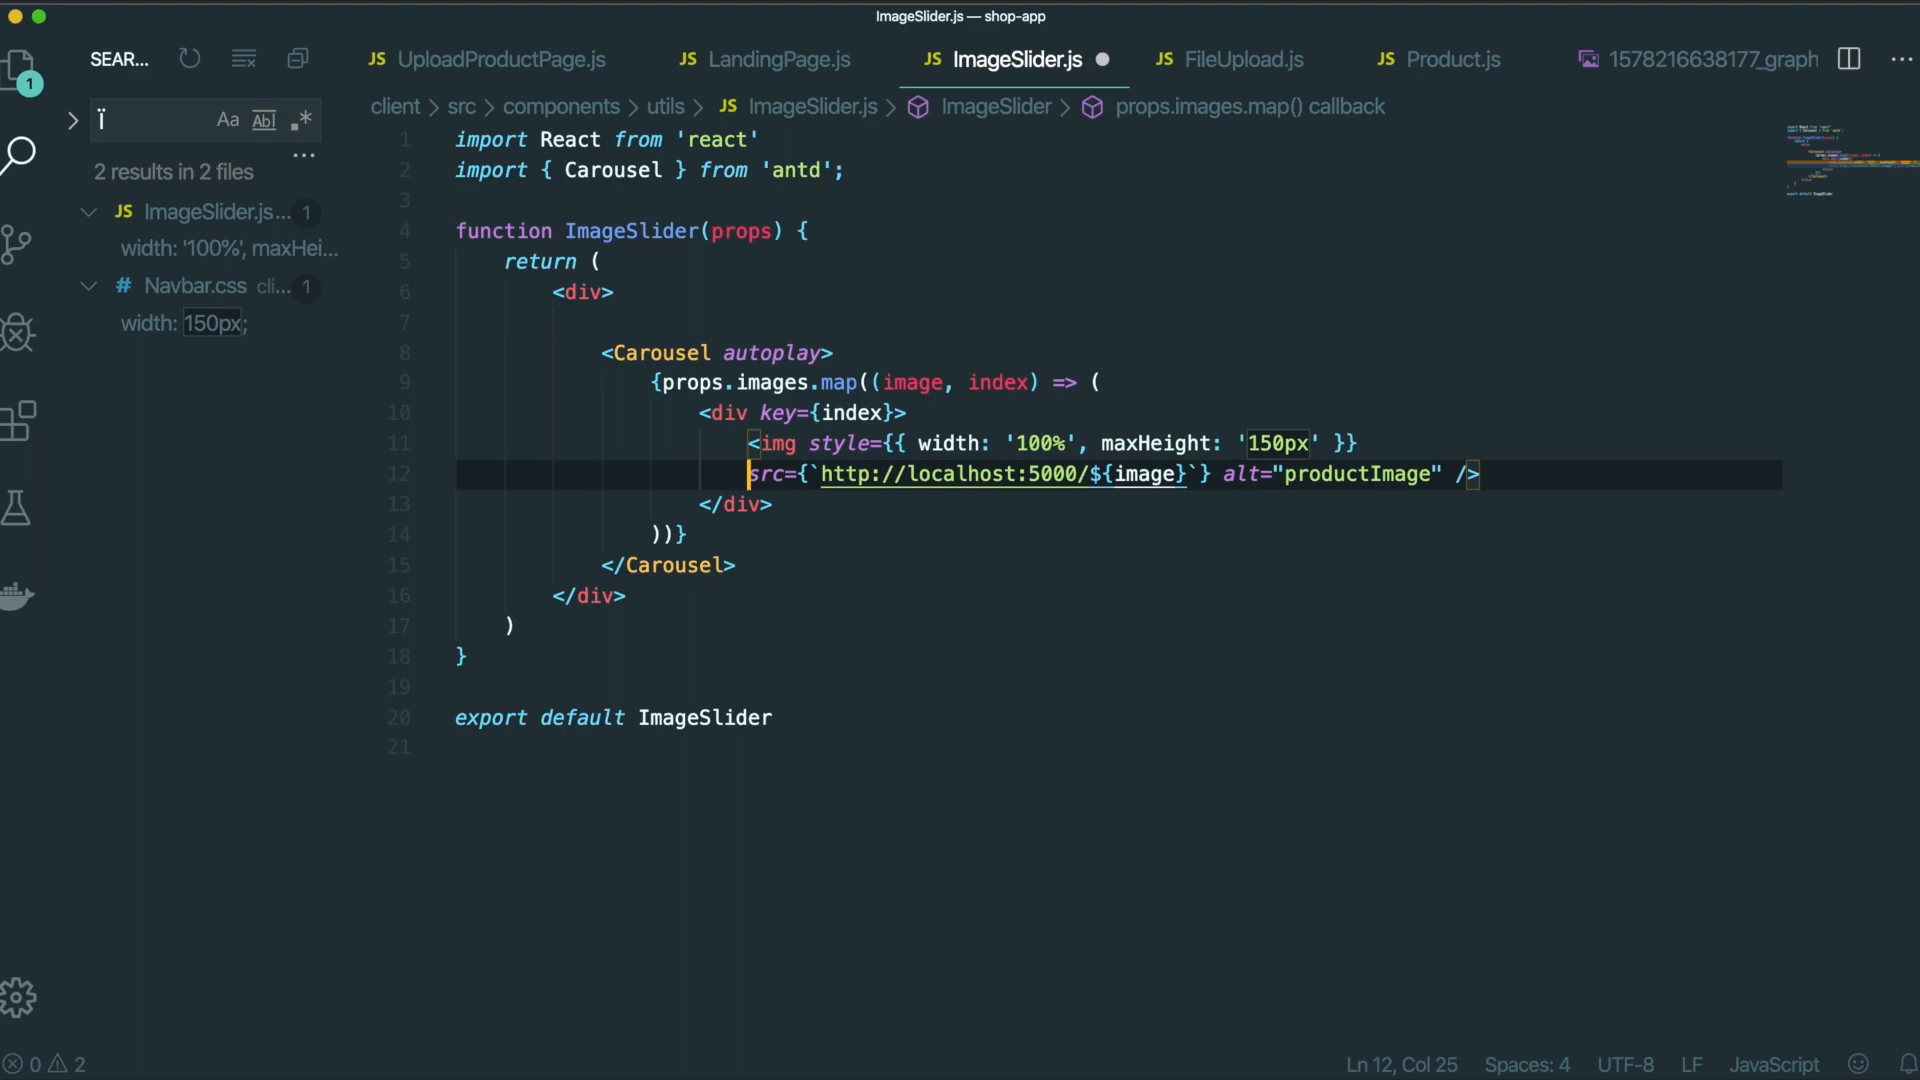 ImageSlider.js — shop-app
SEAR...
UploadProductPage.js
LandingPage.js
ImageSlider.js
FileUpload.js
Product.js
1578216638177_graph
JS
JS
JS
JS
JS
1
client > src > components > utils > JS ImageSlider.js > ImageSlider > props.images.map() callback
Ï
Aa
Abl
.*
2 results in 2 files
JS ImageSlider.js... 1
width: '100%', maxHei...
# Navbar.css cli... 1
width: 150px;
1 import React from 'react'
2 import { Carousel } from 'antd';
3
4 function ImageSlider(props) {
5 return (
6 <div>
7
8 <Carousel autoplay>
9 {props.images.map((image, index) => (
10 <div key={index}>
11 <img style={{ width: '100%', maxHeight: '150px' }}
12 src={`http://localhost:5000/${image}`} alt="productImage" />
13 </div>
14 ))}
15 </Carousel>
16 </div>
17 )
18 }
19
20 export default ImageSlider
21
0 2
Ln 12, Col 25
Spaces: 4
UTF-8
LF
JavaScript